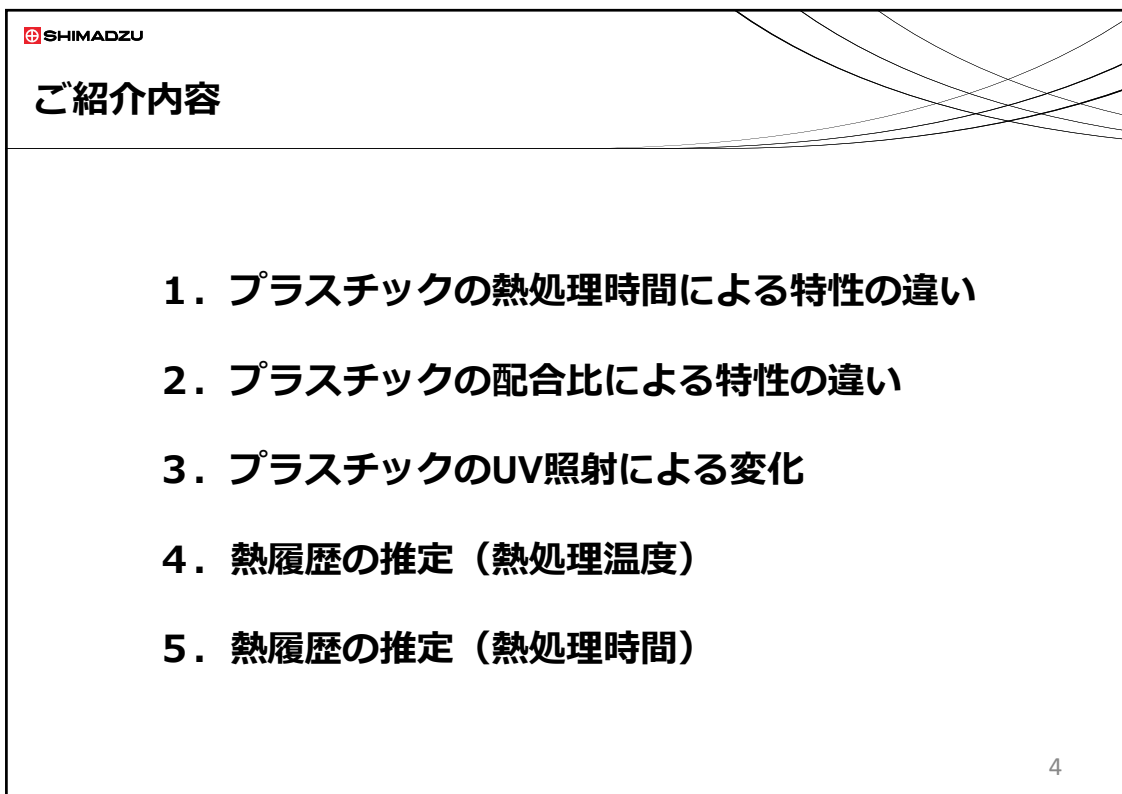 SHIMADZU
ご紹介内容
１．プラスチックの熱処理時間による特性の違い
２．プラスチックの配合比による特性の違い
３．プラスチックのUV照射による変化
４．熱履歴の推定（熱処理温度）
５．熱履歴の推定（熱処理時間）
4